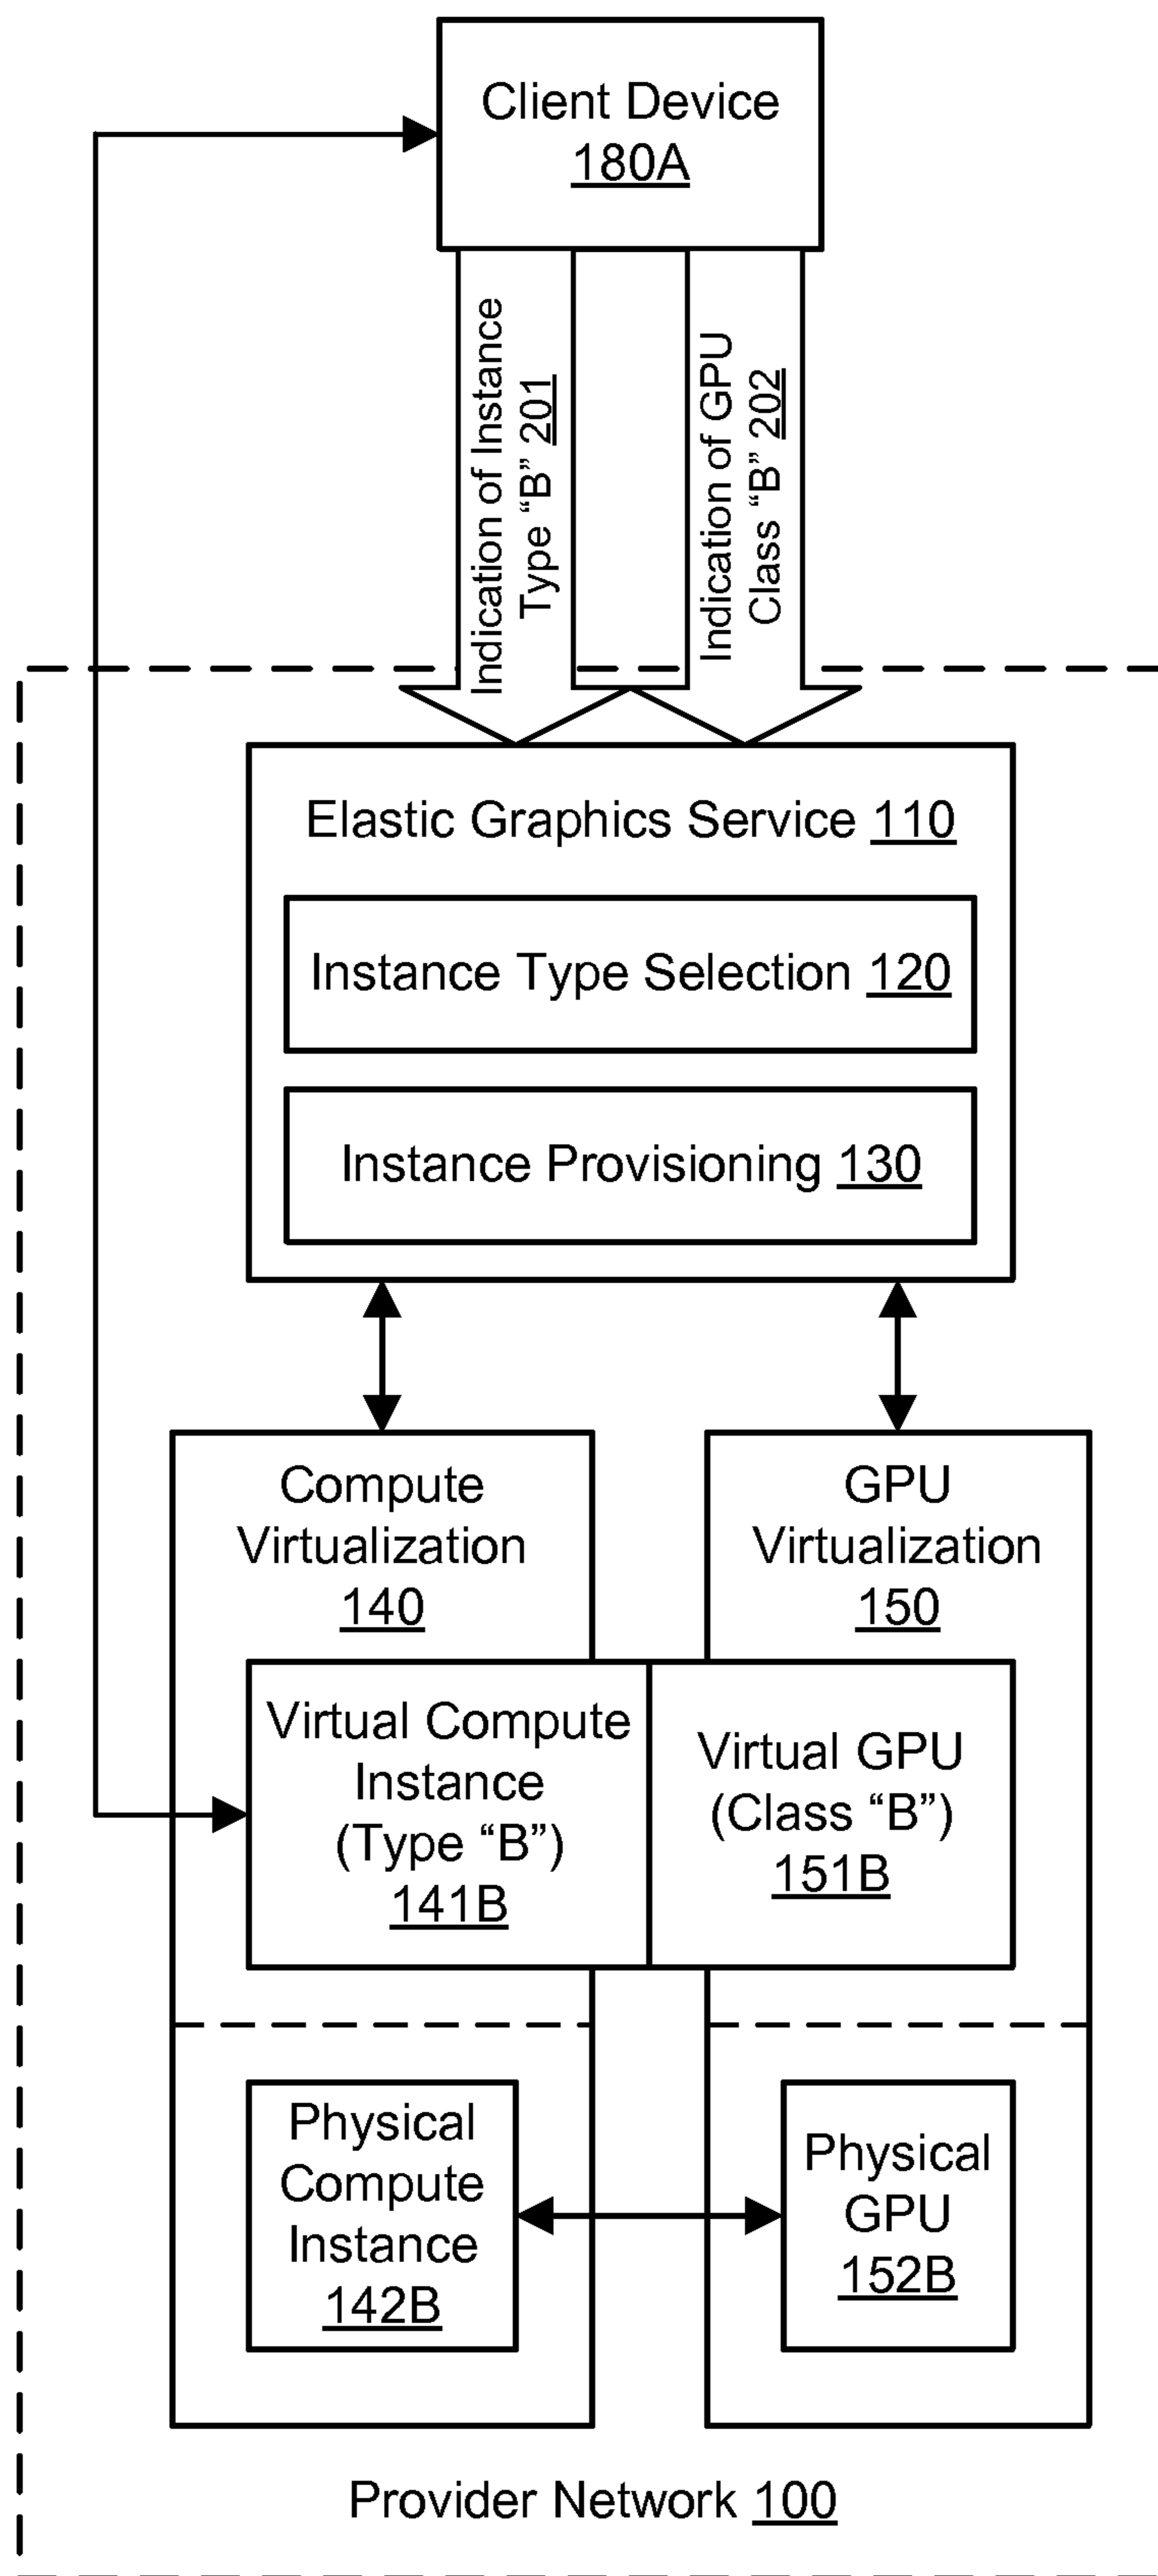 Client Device
180A
Indication of Instance
Type “B” 201
Indication of GPU
Class “B” 202
Elastic Graphics Service 110
Instance Type Selection 120
Instance Provisioning 130
Compute
Virtualization
140
GPU
Virtualization
150
Virtual Compute
Instance
(Type “B”)
141B
Virtual GPU
(Class “B”)
151B
Physical
Compute
Instance
142B
Physical
GPU
152B
Provider Network 100